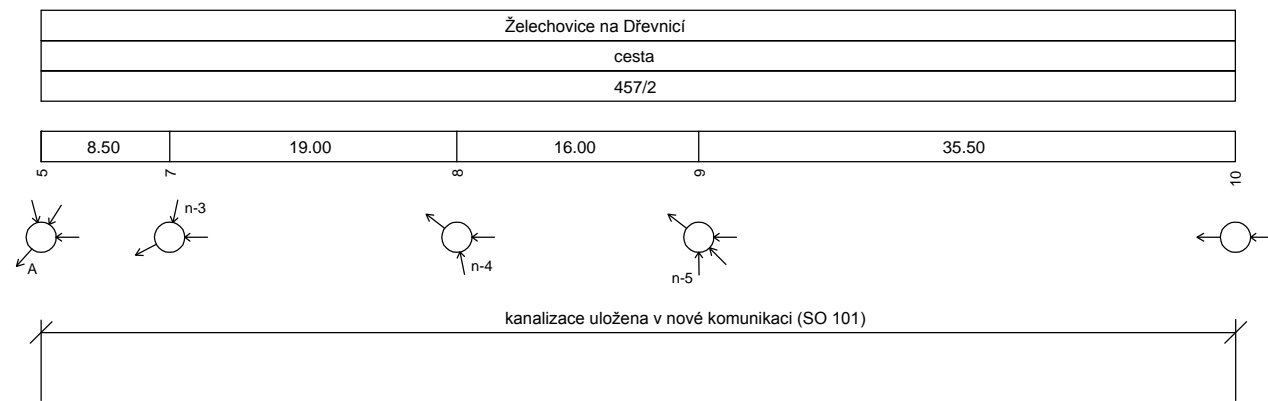 Želechovice na Dřevnicí
cesta
457/2
8.50 19.00 16.00 35.50
5 7 8 9 10
n-3
A
n-4
n-5
kanalizace uložena v nové komunikaci (SO 101)